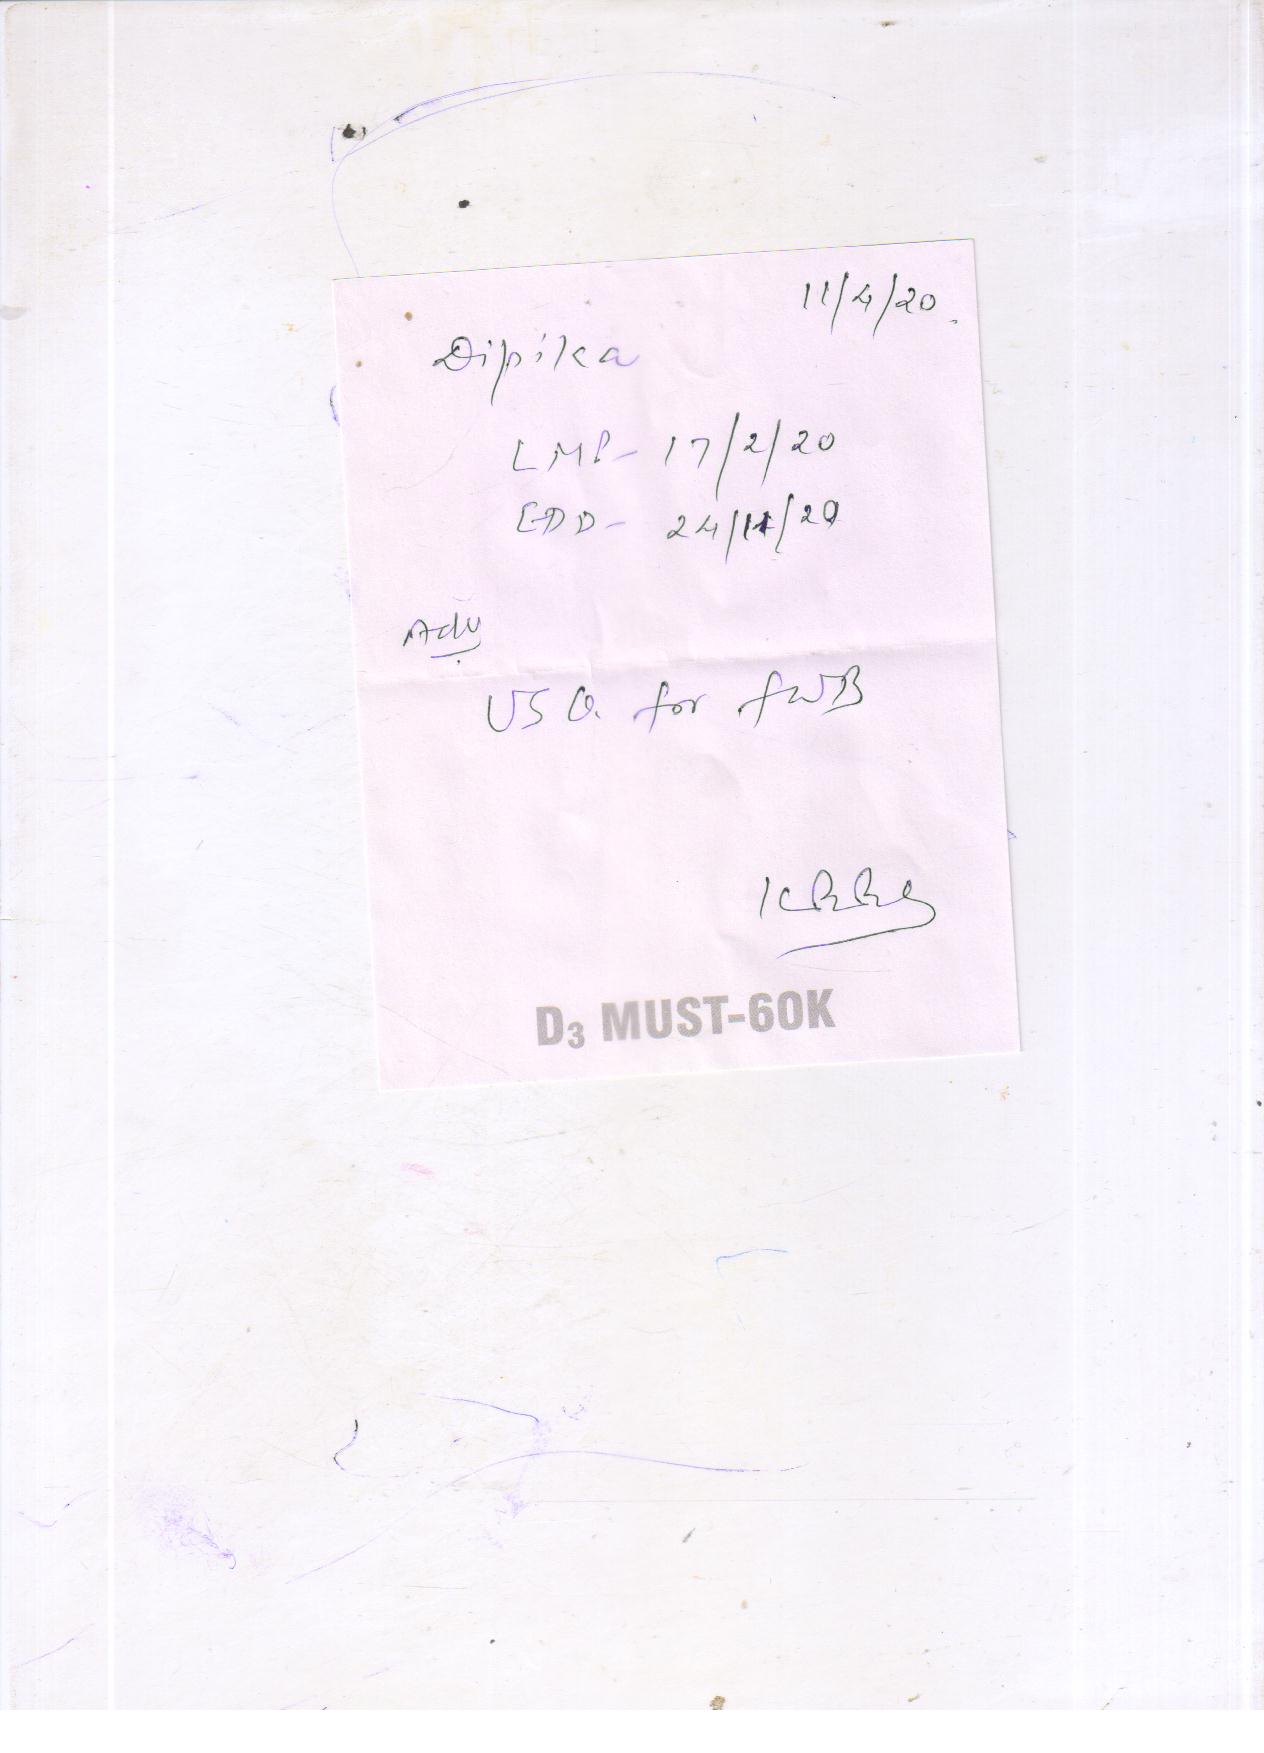 11/4/20.
Dipika
LMP- 17/2/20
EDD- 24/11/20
Adv
USG. for fWB
D3 MUST-60K